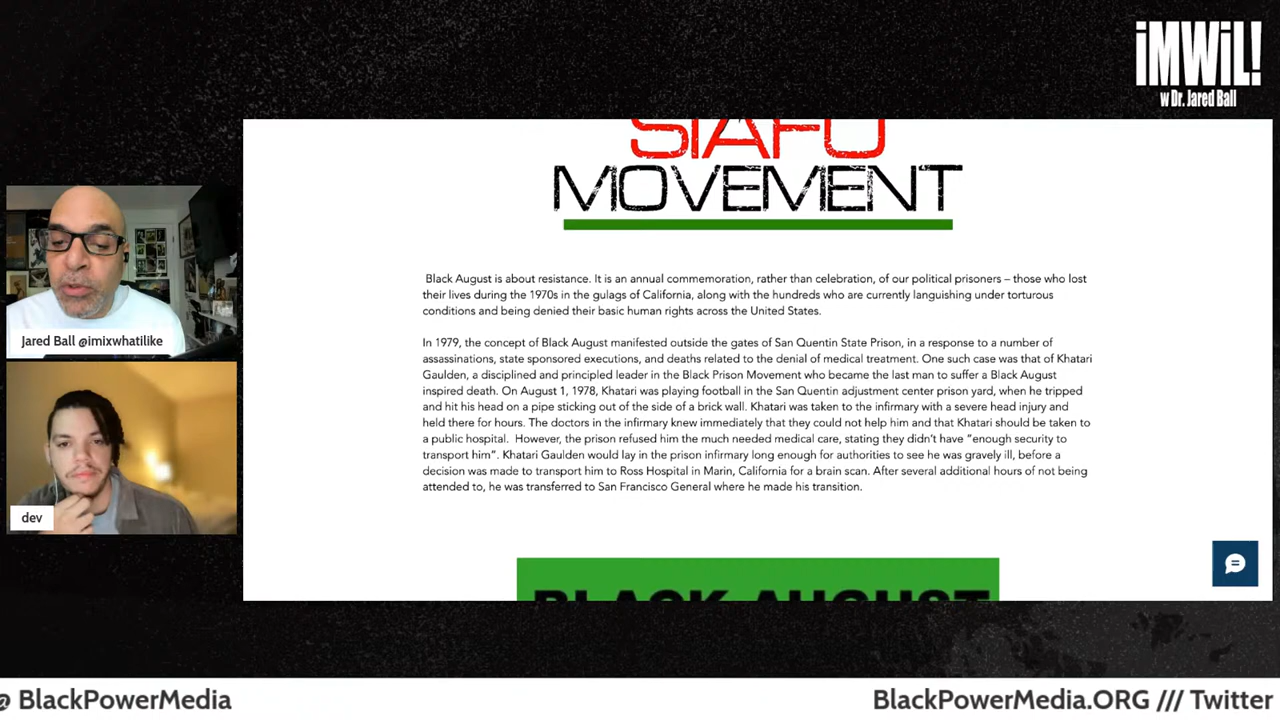 iMWiL!
w Dr. Jared Ball
SIAFU
MOVEMENT
Black August is about resistance. It is an annual commemoration, rather than celebration, of our political prisoners – those who lost
their lives during the 1970s in the gulags of California, along with the hundreds who are currently languishing under torturous
conditions and being denied their basic human rights across the United States.
In 1979, the concept of Black August manifested outside the gates of San Quentin State Prison, in a response to a number of
assassinations, state sponsored executions, and deaths related to the denial of medical treatment. One such case was that of Khatari
Gaulden, a disciplined and principled leader in the Black Prison Movement who became the last man to suffer a Black August
inspired death. On August 1, 1978, Khatari was playing football in the San Quentin adjustment center prison yard, when he tripped
and hit his head on a pipe sticking out of the side of a brick wall. Khatari was taken to the infirmary with a severe head injury and
held there for hours. The doctors in the infirmary knew immediately that they could not help him and that Khatari should be taken to
a public hospital. However, the prison refused him the much needed medical care, stating they didn't have "enough security to
transport him". Khatari Gaulden would lay in the prison infirmary long enough for authorities to see he was gravely ill, before a
decision was made to transport him to Ross Hospital in Marin, California for a brain scan. After several additional hours of not being
attended to, he was transferred to San Francisco General where he made his transition.
BLACK AUGUST
Jared Ball @imixwhatilike
dev
@ BlackPowerMedia
BlackPowerMedia.ORG /// Twitter